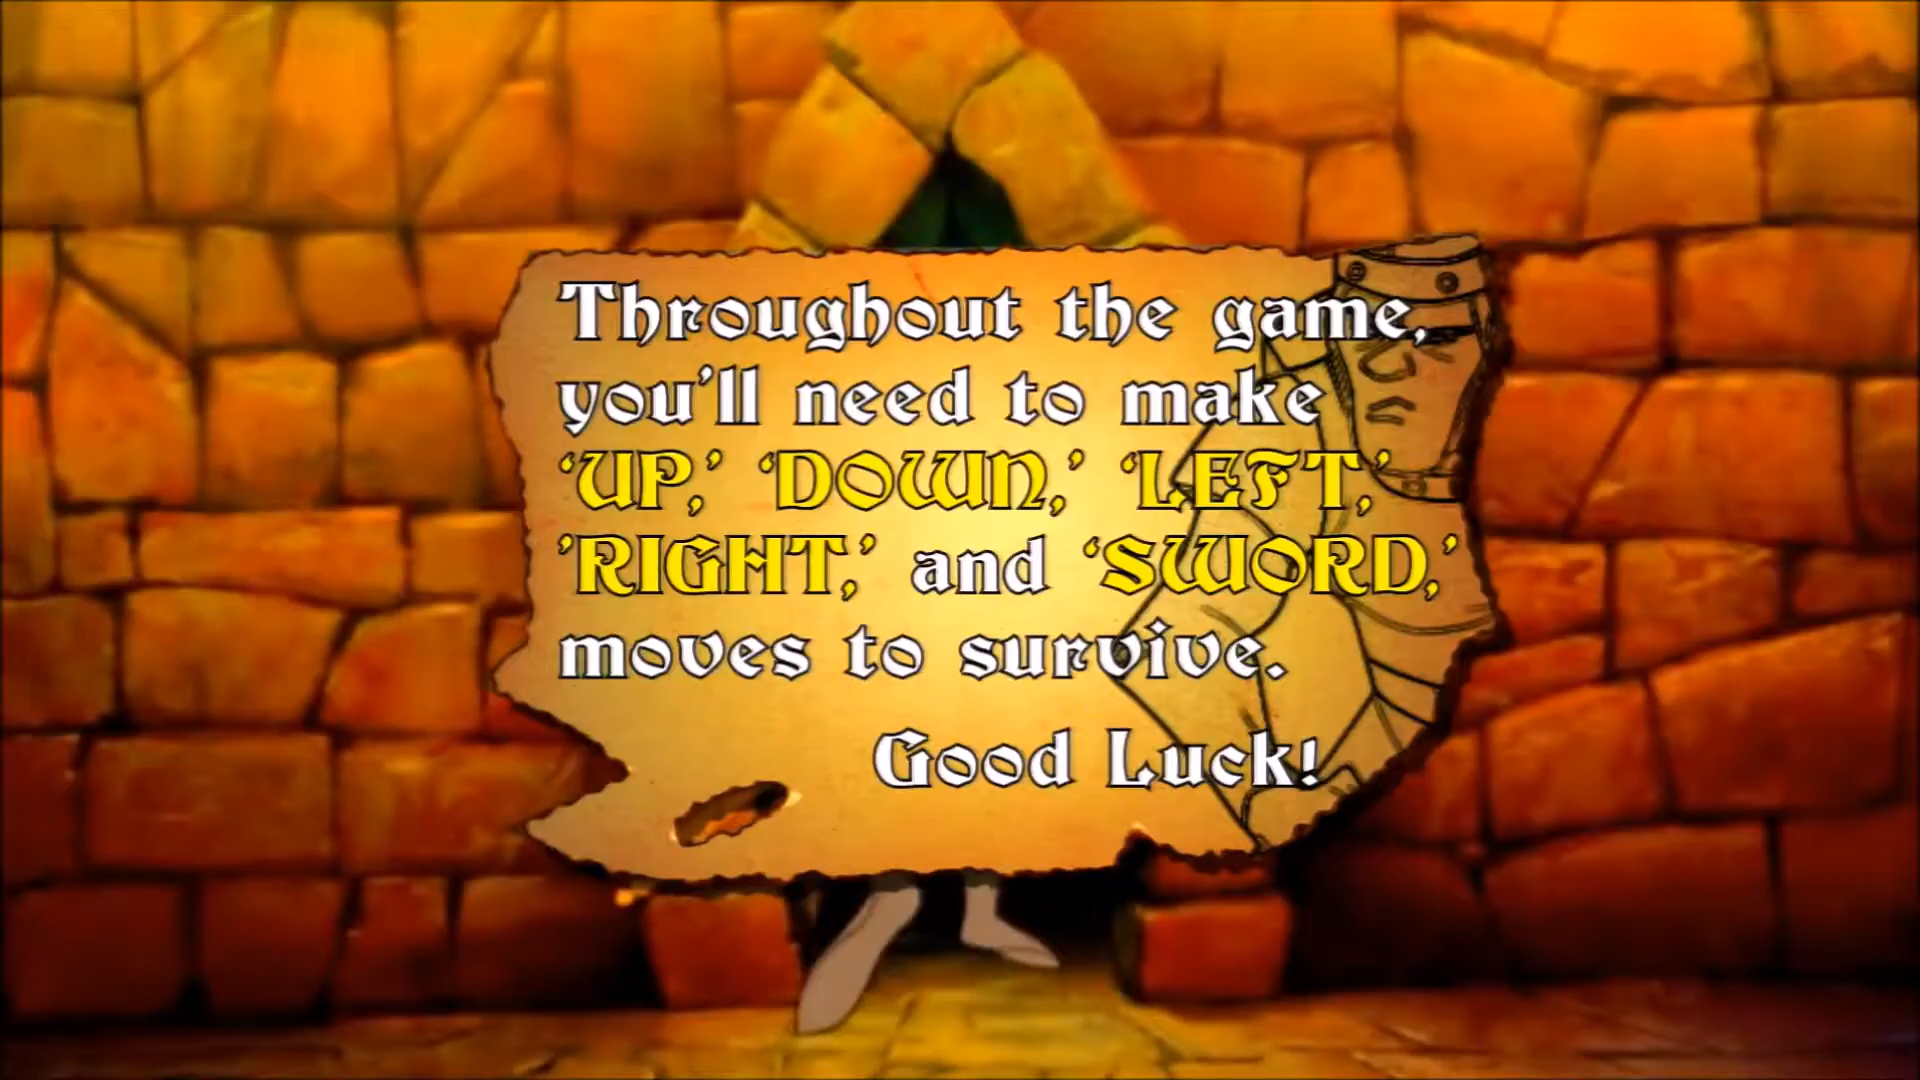 Throughout the game,
you'll need to make
‘UP,’ ‘DOWN,’ ‘LEFT,’
’RIGHT,’ and ‘SWORD,’
moves to survive.
Good Luck!